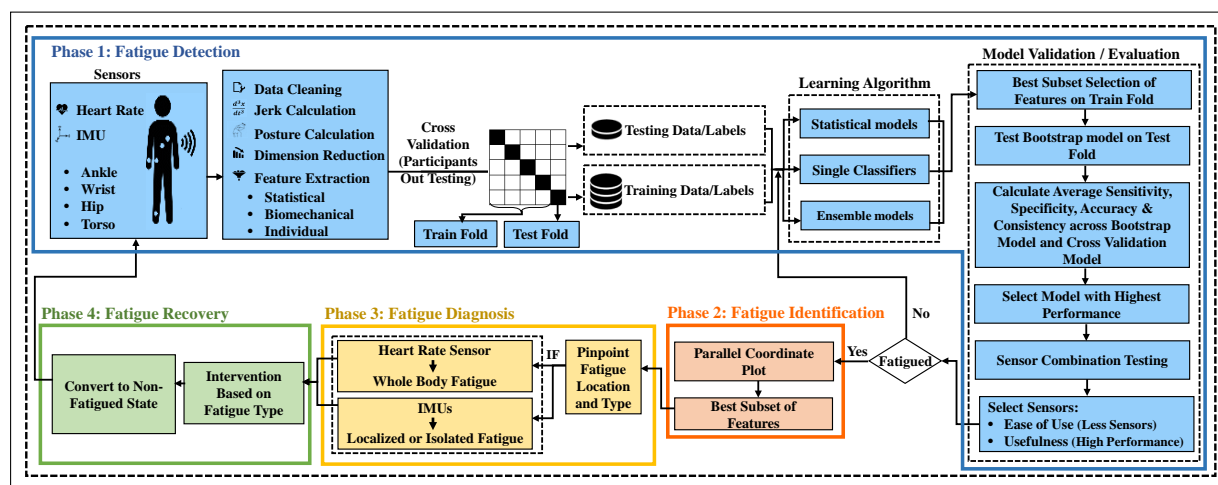 Phase 1: Fatigue Detection
Sensors
Heart Rate
IMU
• Ankle
• Wrist
• Hip
• Torso
Data Cleaning
Jerk Calculation
Posture Calculation
Dimension Reduction
Feature Extraction
• Statistical
• Biomechanical
• Individual
Cross
Validation
(Participants
Out Testing)
Train Fold
Test Fold
Testing Data/Labels
Training Data/Labels
Learning Algorithm
Statistical models
Single Classifiers
Ensemble models
Model Validation / Evaluation
Best Subset Selection of
Features on Train Fold
Test Bootstrap model on Test
Fold
Calculate Average Sensitivity,
Specificity, Accuracy &
Consistency across Bootstrap
Model and Cross Validation
Model
Select Model with Highest
Performance
Sensor Combination Testing
Select Sensors:
• Ease of Use (Less Sensors)
• Usefulness (High Performance)
Fatigued
No
Yes
Phase 2: Fatigue Identification
Parallel Coordinate
Plot
Best Subset of
Features
Phase 3: Fatigue Diagnosis
Pinpoint
Fatigue
Location
and Type
IF
Heart Rate Sensor
Whole Body Fatigue
IMUs
Localized or Isolated Fatigue
Phase 4: Fatigue Recovery
Intervention
Based on
Fatigue Type
Convert to Non-
Fatigued State